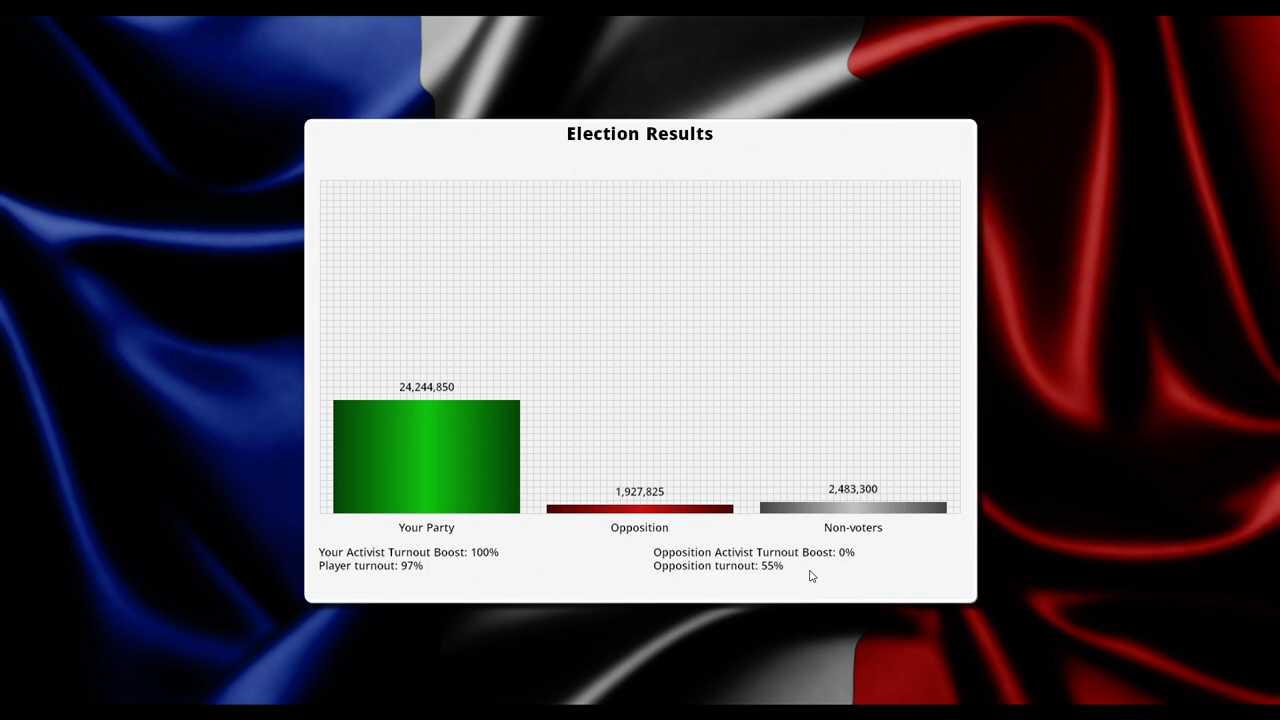 Election Results
24,244,850
1,927,825
2,483,300
Your Party
Opposition
Non-voters
Your Activist Turnout Boost: 100%
Opposition Activist Turnout Boost: 0%
Player turnout: 97%
Opposition turnout: 55%